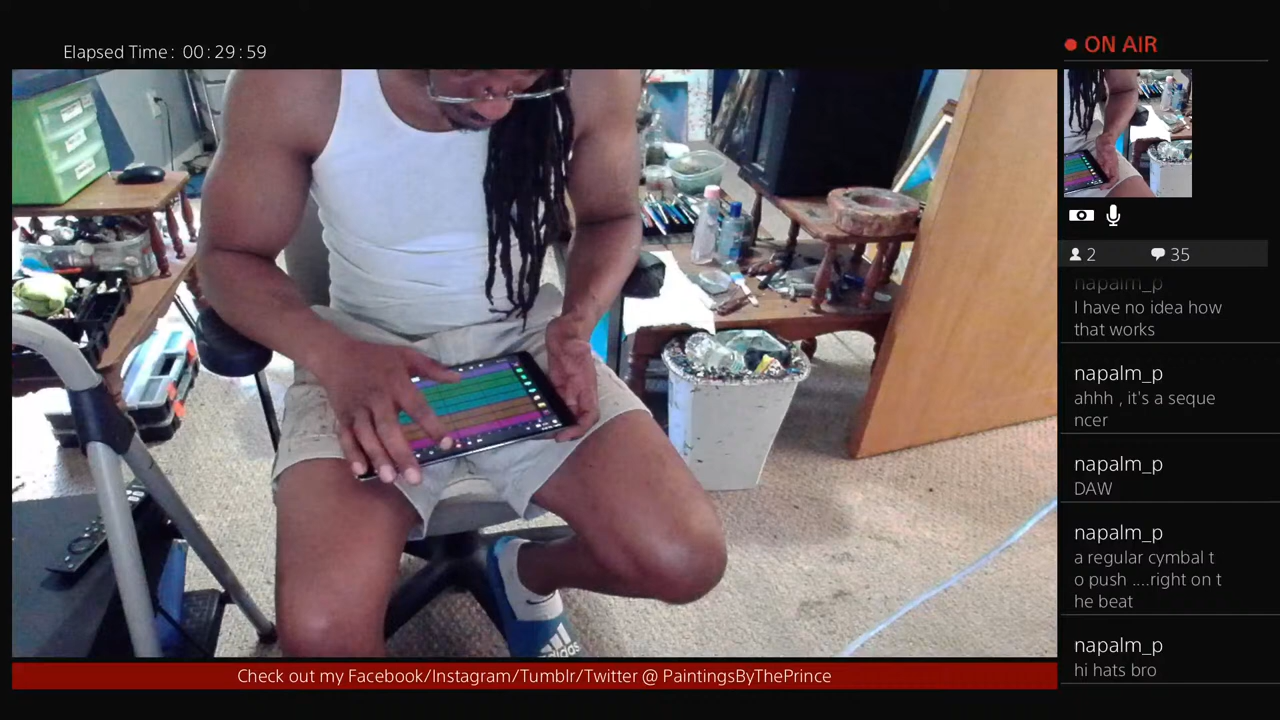 Elapsed Time: 00:29:59
ON AIR
2 35
napalm_p
I have no idea how
that works
napalm_p
ahhh , it's a seque
ncer
napalm_p
DAW
napalm_p
a regular cymbal t
o push ....right on t
he beat
napalm_p
hi hats bro
adidas
Check out my Facebook/Instagram/Tumblr/Twitter @ PaintingsByThePrince